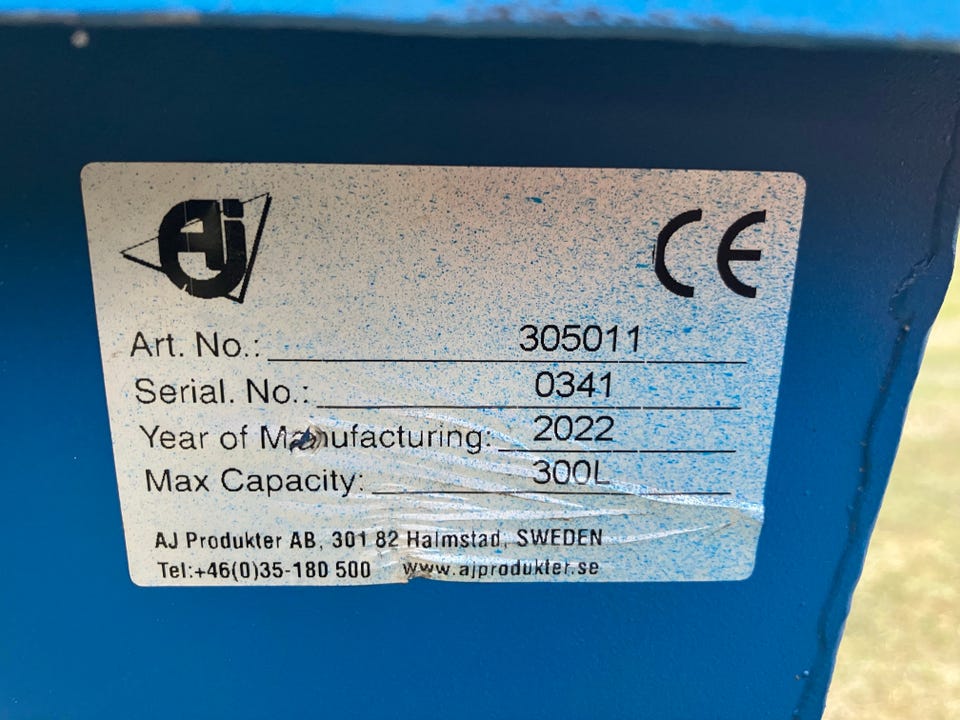 Aj CE
Art. No.: 305011
Serial. No.: 0341
Year of Manufacturing: 2022
Max Capacity: 300L
AJ Produkter AB, 301 82 Halmstad, SWEDEN
Tel:+46(0)35-180 500 www.ajprodukter.se